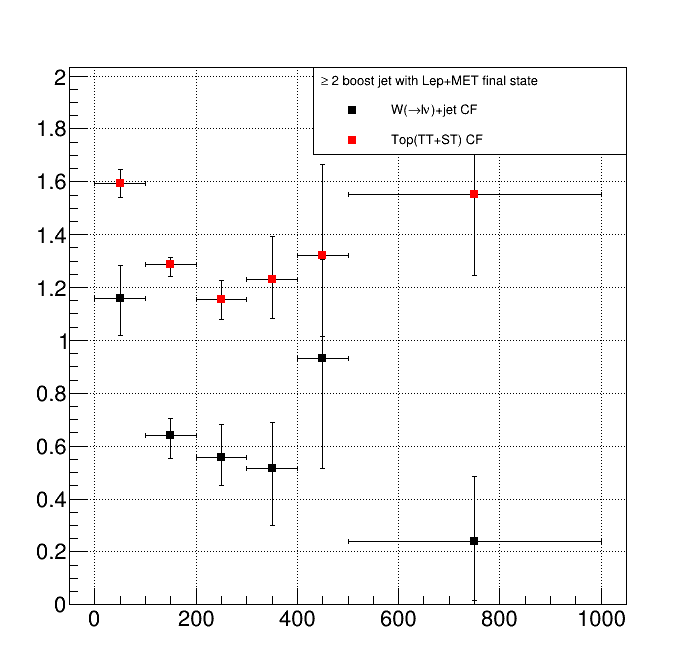 ≥ 2 boost jet with Lep+MET final state
W(→lν)+jet CF
Top(TT+ST) CF
2
1.8
1.6
1.4
1.2
1
0.8
0.6
0.4
0.2
0
0 200 400 600 800 1000